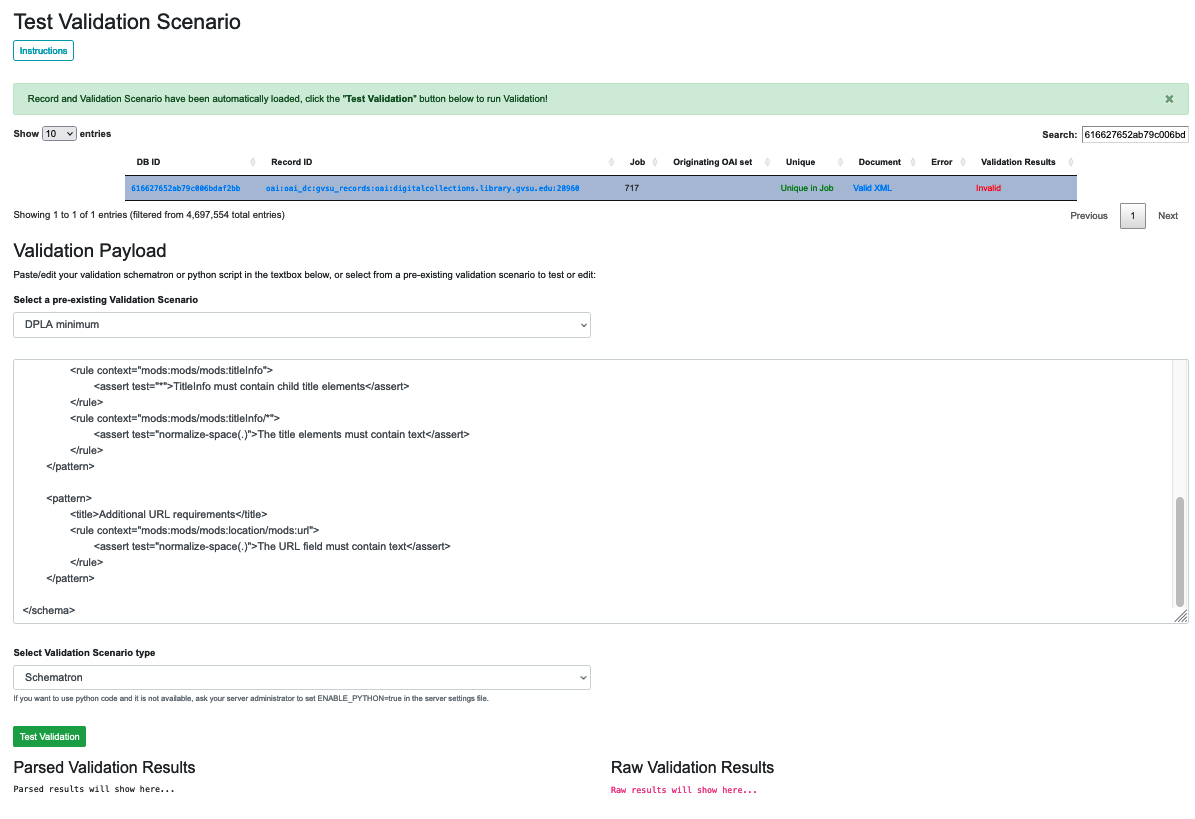 Test Validation Scenario
Instructions
Record and Validation Scenario have been automatically loaded, click the "Test Validation" button below to run Validation!
×
Show 10 entries
Search: 616627652ab79c006bd
DB ID Record ID Job Originating OAI set Unique Document Error Validation Results
616627652ab79c006bdaf2bb oai:oai_dc:gvsu_records:oai:digitalcollections.library.gvsu.edu:28960 717 Unique in Job Valid XML Invalid
Showing 1 to 1 of 1 entries (filtered from 4,697,554 total entries)
Previous 1 Next
Validation Payload
Paste/edit your validation schematron or python script in the textbox below, or select from a pre-existing validation scenario to test or edit:
Select a pre-existing Validation Scenario
DPLA minimum
<rule context="mods:mods/mods:titleInfo">
<assert test="*">TitleInfo must contain child title elements</assert>
</rule>
<rule context="mods:mods/mods:titleInfo/*">
<assert test="normalize-space(.)">The title elements must contain text</assert>
</rule>
</pattern>
<pattern>
<title>Additional URL requirements</title>
<rule context="mods:mods/mods:location/mods:url">
<assert test="normalize-space(.)">The URL field must contain text</assert>
</rule>
</pattern>
</schema>
Select Validation Scenario type
Schematron
If you want to use python code and it is not available, ask your server administrator to set ENABLE_PYTHON=true in the server settings file.
Test Validation
Parsed Validation Results
Parsed results will show here...
Raw Validation Results
Raw results will show here...